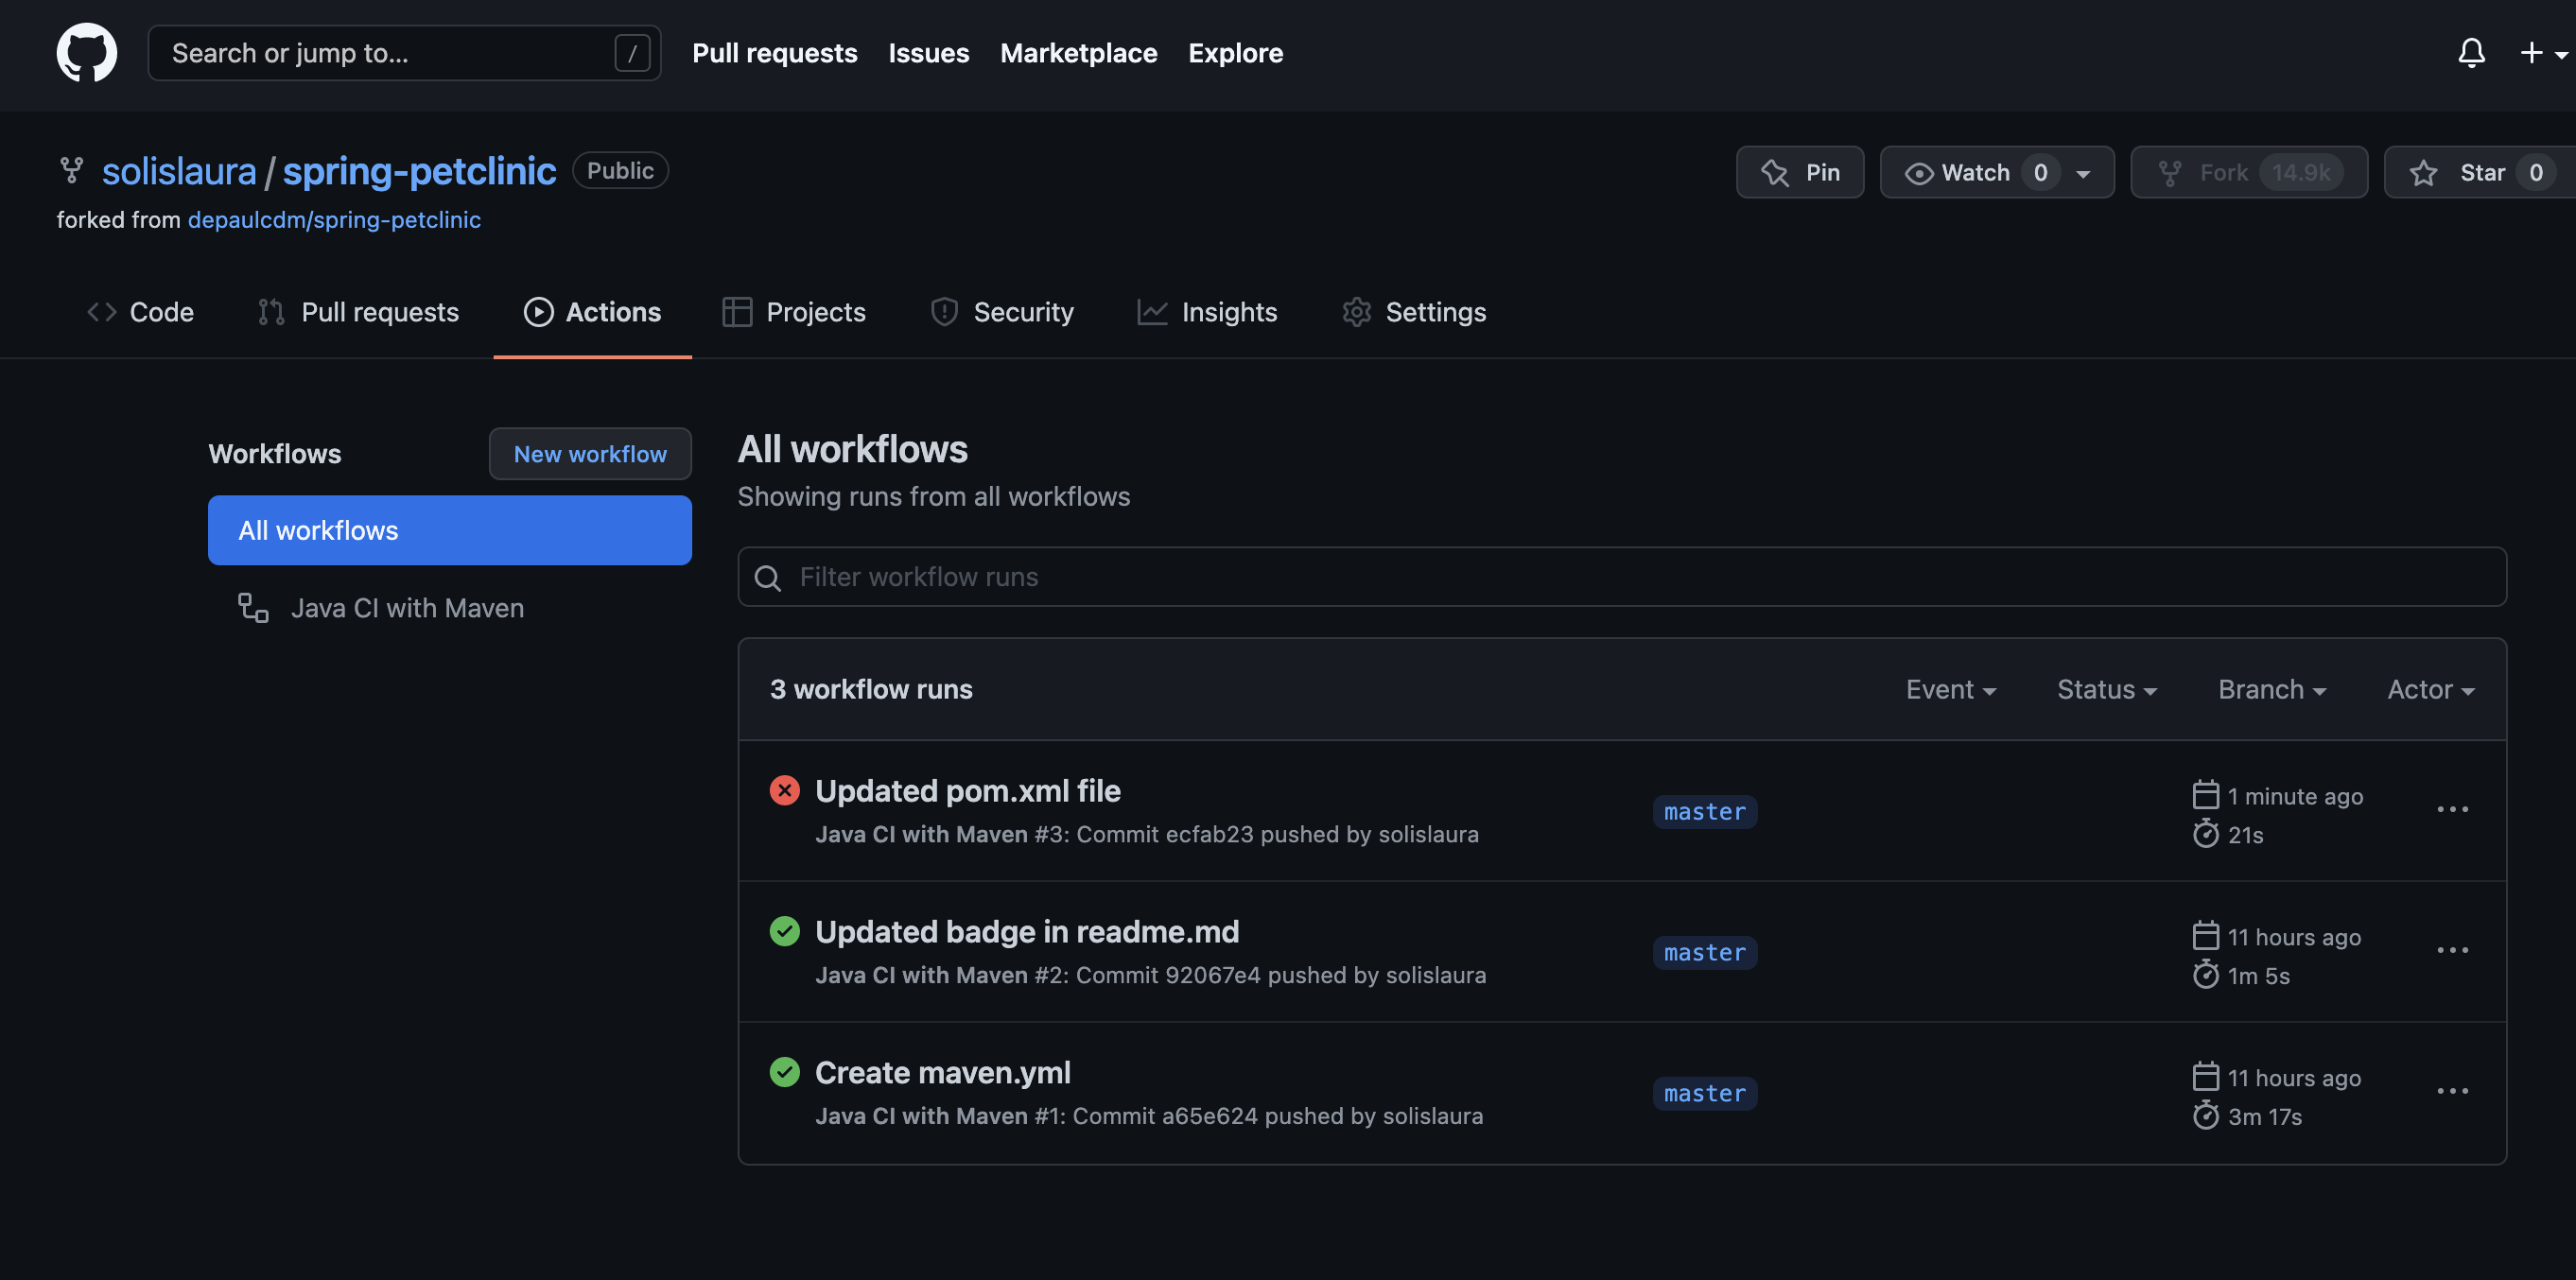 Search or jump to... / Pull requests Issues Marketplace Explore
solislaura / spring-petclinic Public Pin Watch 0 Fork 14.9k Star 0
forked from depaulcdm/spring-petclinic
Code Pull requests Actions Projects Security Insights Settings
Workflows New workflow
All workflows
Java CI with Maven
All workflows
Showing runs from all workflows
Filter workflow runs
3 workflow runs Event Status Branch Actor
Updated pom.xml file
Java CI with Maven #3: Commit ecfab23 pushed by solislaura
master
1 minute ago
21s
Updated badge in readme.md
Java CI with Maven #2: Commit 92067e4 pushed by solislaura
master
11 hours ago
1m 5s
Create maven.yml
Java CI with Maven #1: Commit a65e624 pushed by solislaura
master
11 hours ago
3m 17s